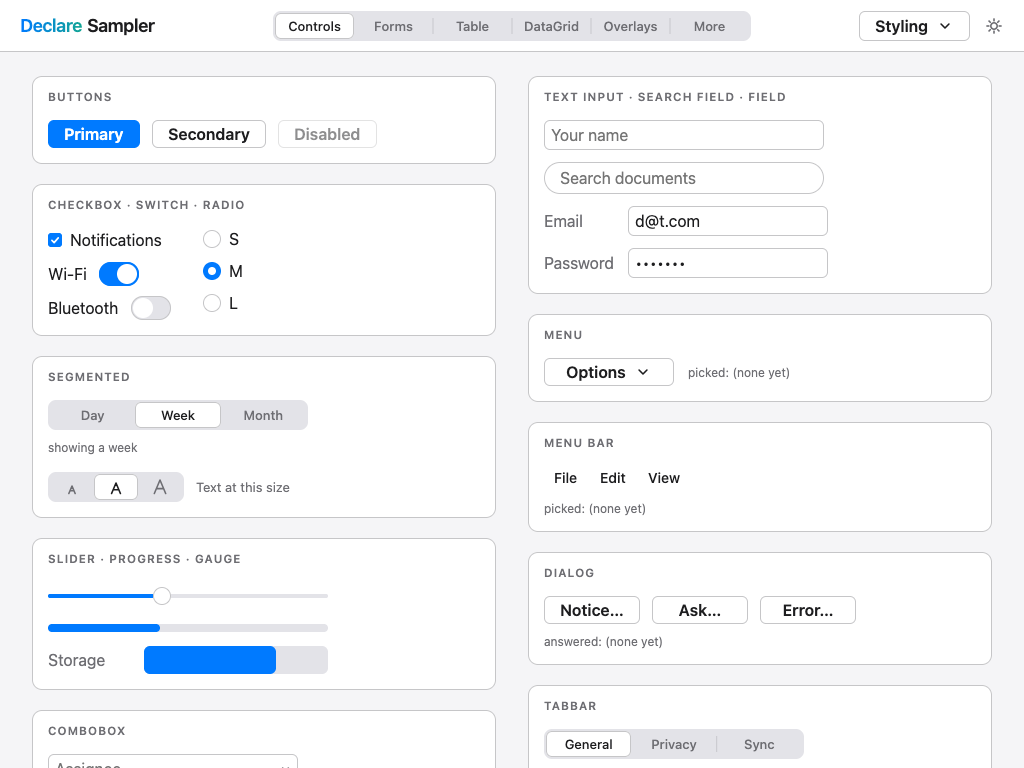 Declare Sampler
Controls
Forms
Table
DataGrid
Overlays
More
Styling
BUTTONS
Primary
Secondary
Disabled
CHECKBOX · SWITCH · RADIO
Notifications
Wi-Fi
Bluetooth
S
M
L
SEGMENTED
Day
Week
Month
showing a week
A
A
A
Text at this size
SLIDER · PROGRESS · GAUGE
Storage
COMBOBOX
Assignee
TEXT INPUT · SEARCH FIELD · FIELD
Your name
Search documents
Email
d@t.com
Password
•••••••
MENU
Options
picked: (none yet)
MENU BAR
File
Edit
View
picked: (none yet)
DIALOG
Notice...
Ask...
Error...
answered: (none yet)
TABBAR
General
Privacy
Sync